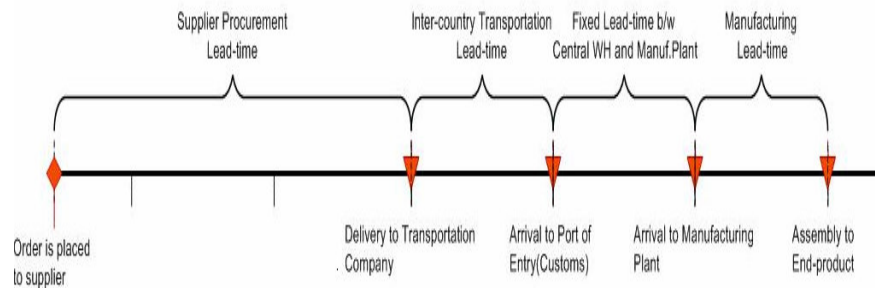 Supplier Procurement
Lead-time
Inter-country Transportation
Lead-time
Fixed Lead-time b/w
Central WH and Manuf.Plant
Manufacturing
Lead-time
Order is placed
to supplier
Delivery to Transportation
. Company
Arrival to Port of
Entry(Customs)
Arrival to Manufacturing
Plant
Assembly to
End-product